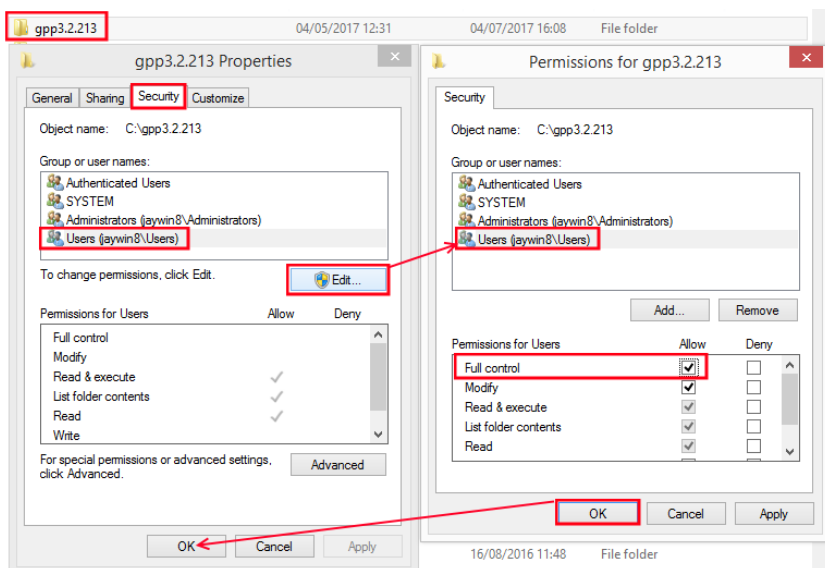 gpp3.2.213 04/05/2017 12:31 04/07/2017 16:08 File folder
gpp3.2.213 Properties
General Sharing Security Customize
Object name: C:\gpp3.2.213
Group or user names:
Authenticated Users
SYSTEM
Administrators (jaywin8\Administrators)
Users (jaywin8\Users)
To change permissions, click Edit.
Edit...
Permissions for Users Allow Deny
Full control
Modify
Read & execute
List folder contents
Read
Write
For special permissions or advanced settings,
click Advanced.
Advanced
OK Cancel Apply
Permissions for gpp3.2.213
Security
Object name: C:\gpp3.2.213
Group or user names:
Authenticated Users
SYSTEM
Administrators (jaywin8\Administrators)
Users (jaywin8\Users)
Add... Remove
Permissions for Users Allow Deny
Full control
Modify
Read & execute
List folder contents
Read
OK Cancel Apply
16/08/2016 11:48 File folder